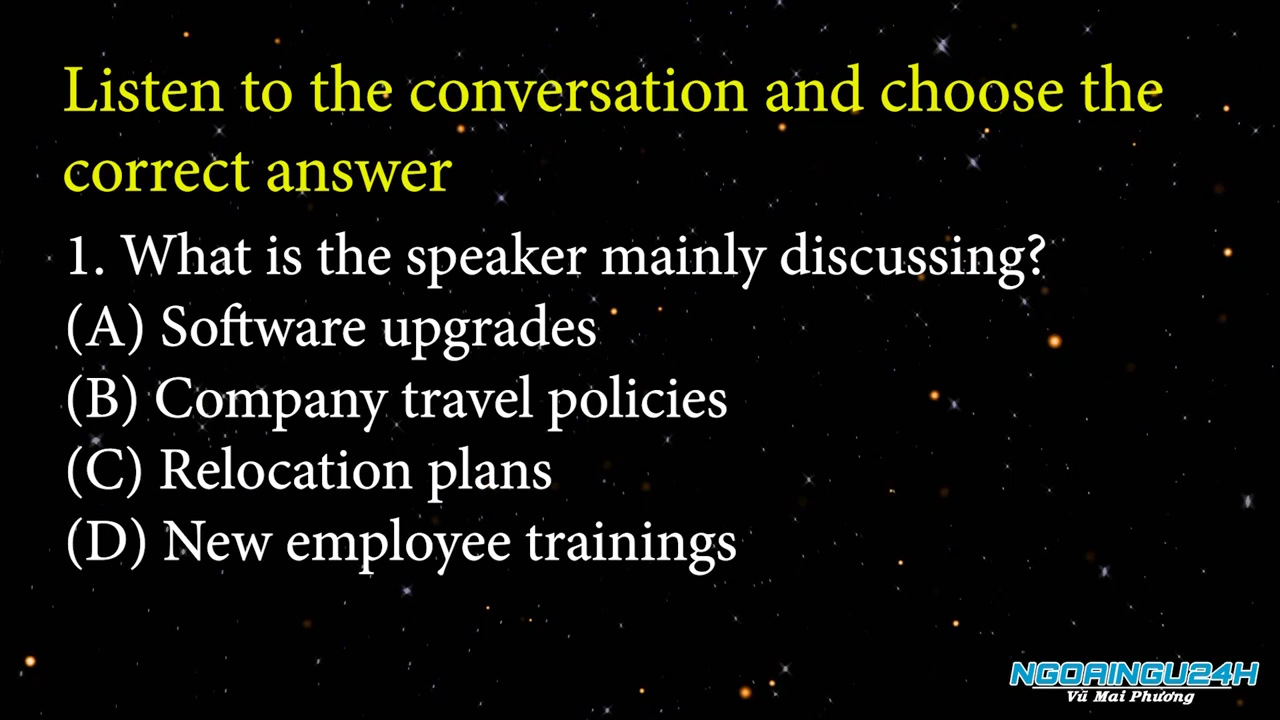 Listen to the conversation and choose the
correct answer
1. What is the speaker mainly discussing?
(A) Software upgrades
(B) Company travel policies
(C) Relocation plans
(D) New employee trainings
NGOAINGU24H
Vũ Mai Phương